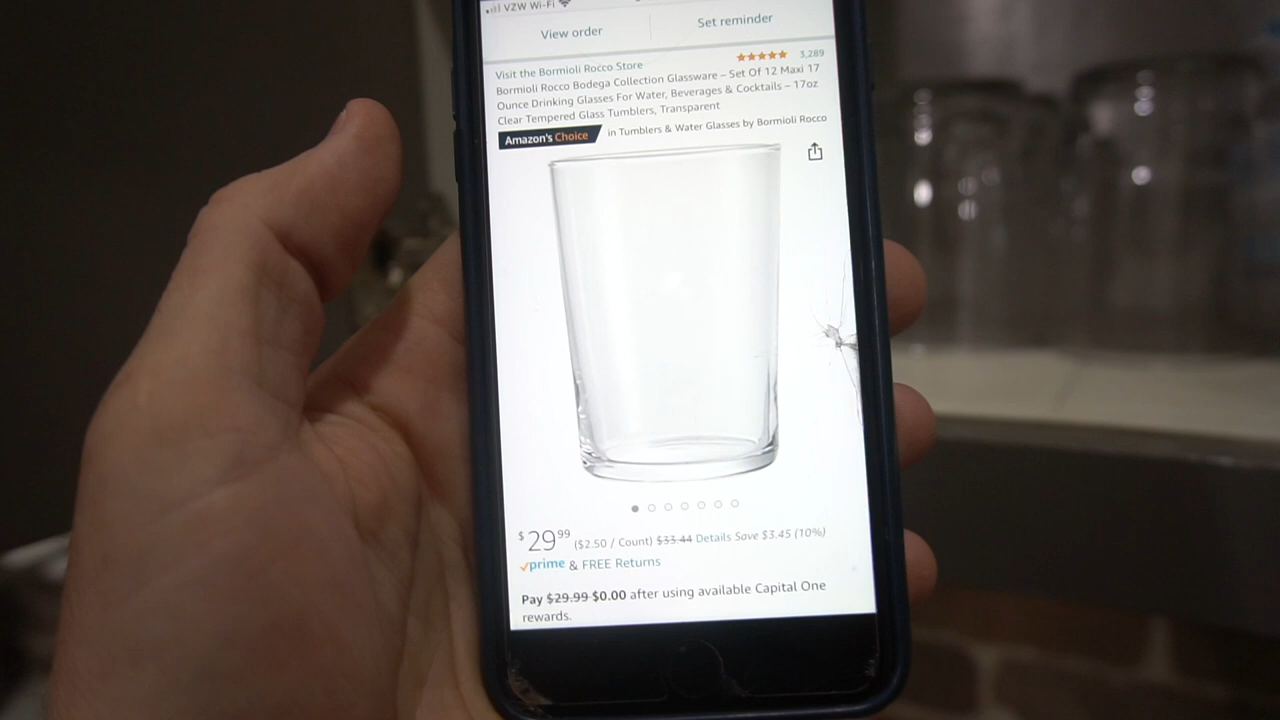 VZW Wi-Fi
View order
Set reminder
Visit the Bormioli Rocco Store
3,289
Bormioli Rocco Bodega Collection Glassware – Set Of 12 Maxi 17
Ounce Drinking Glasses For Water, Beverages & Cocktails – 17oz
Clear Tempered Glass Tumblers, Transparent
Amazon's Choice in Tumblers & Water Glasses by Bormioli Rocco
$29 99 ($2.50 / Count) $33.44 Details Save $3.45 (10%)
prime & FREE Returns
Pay $29.99 $0.00 after using available Capital One
rewards.